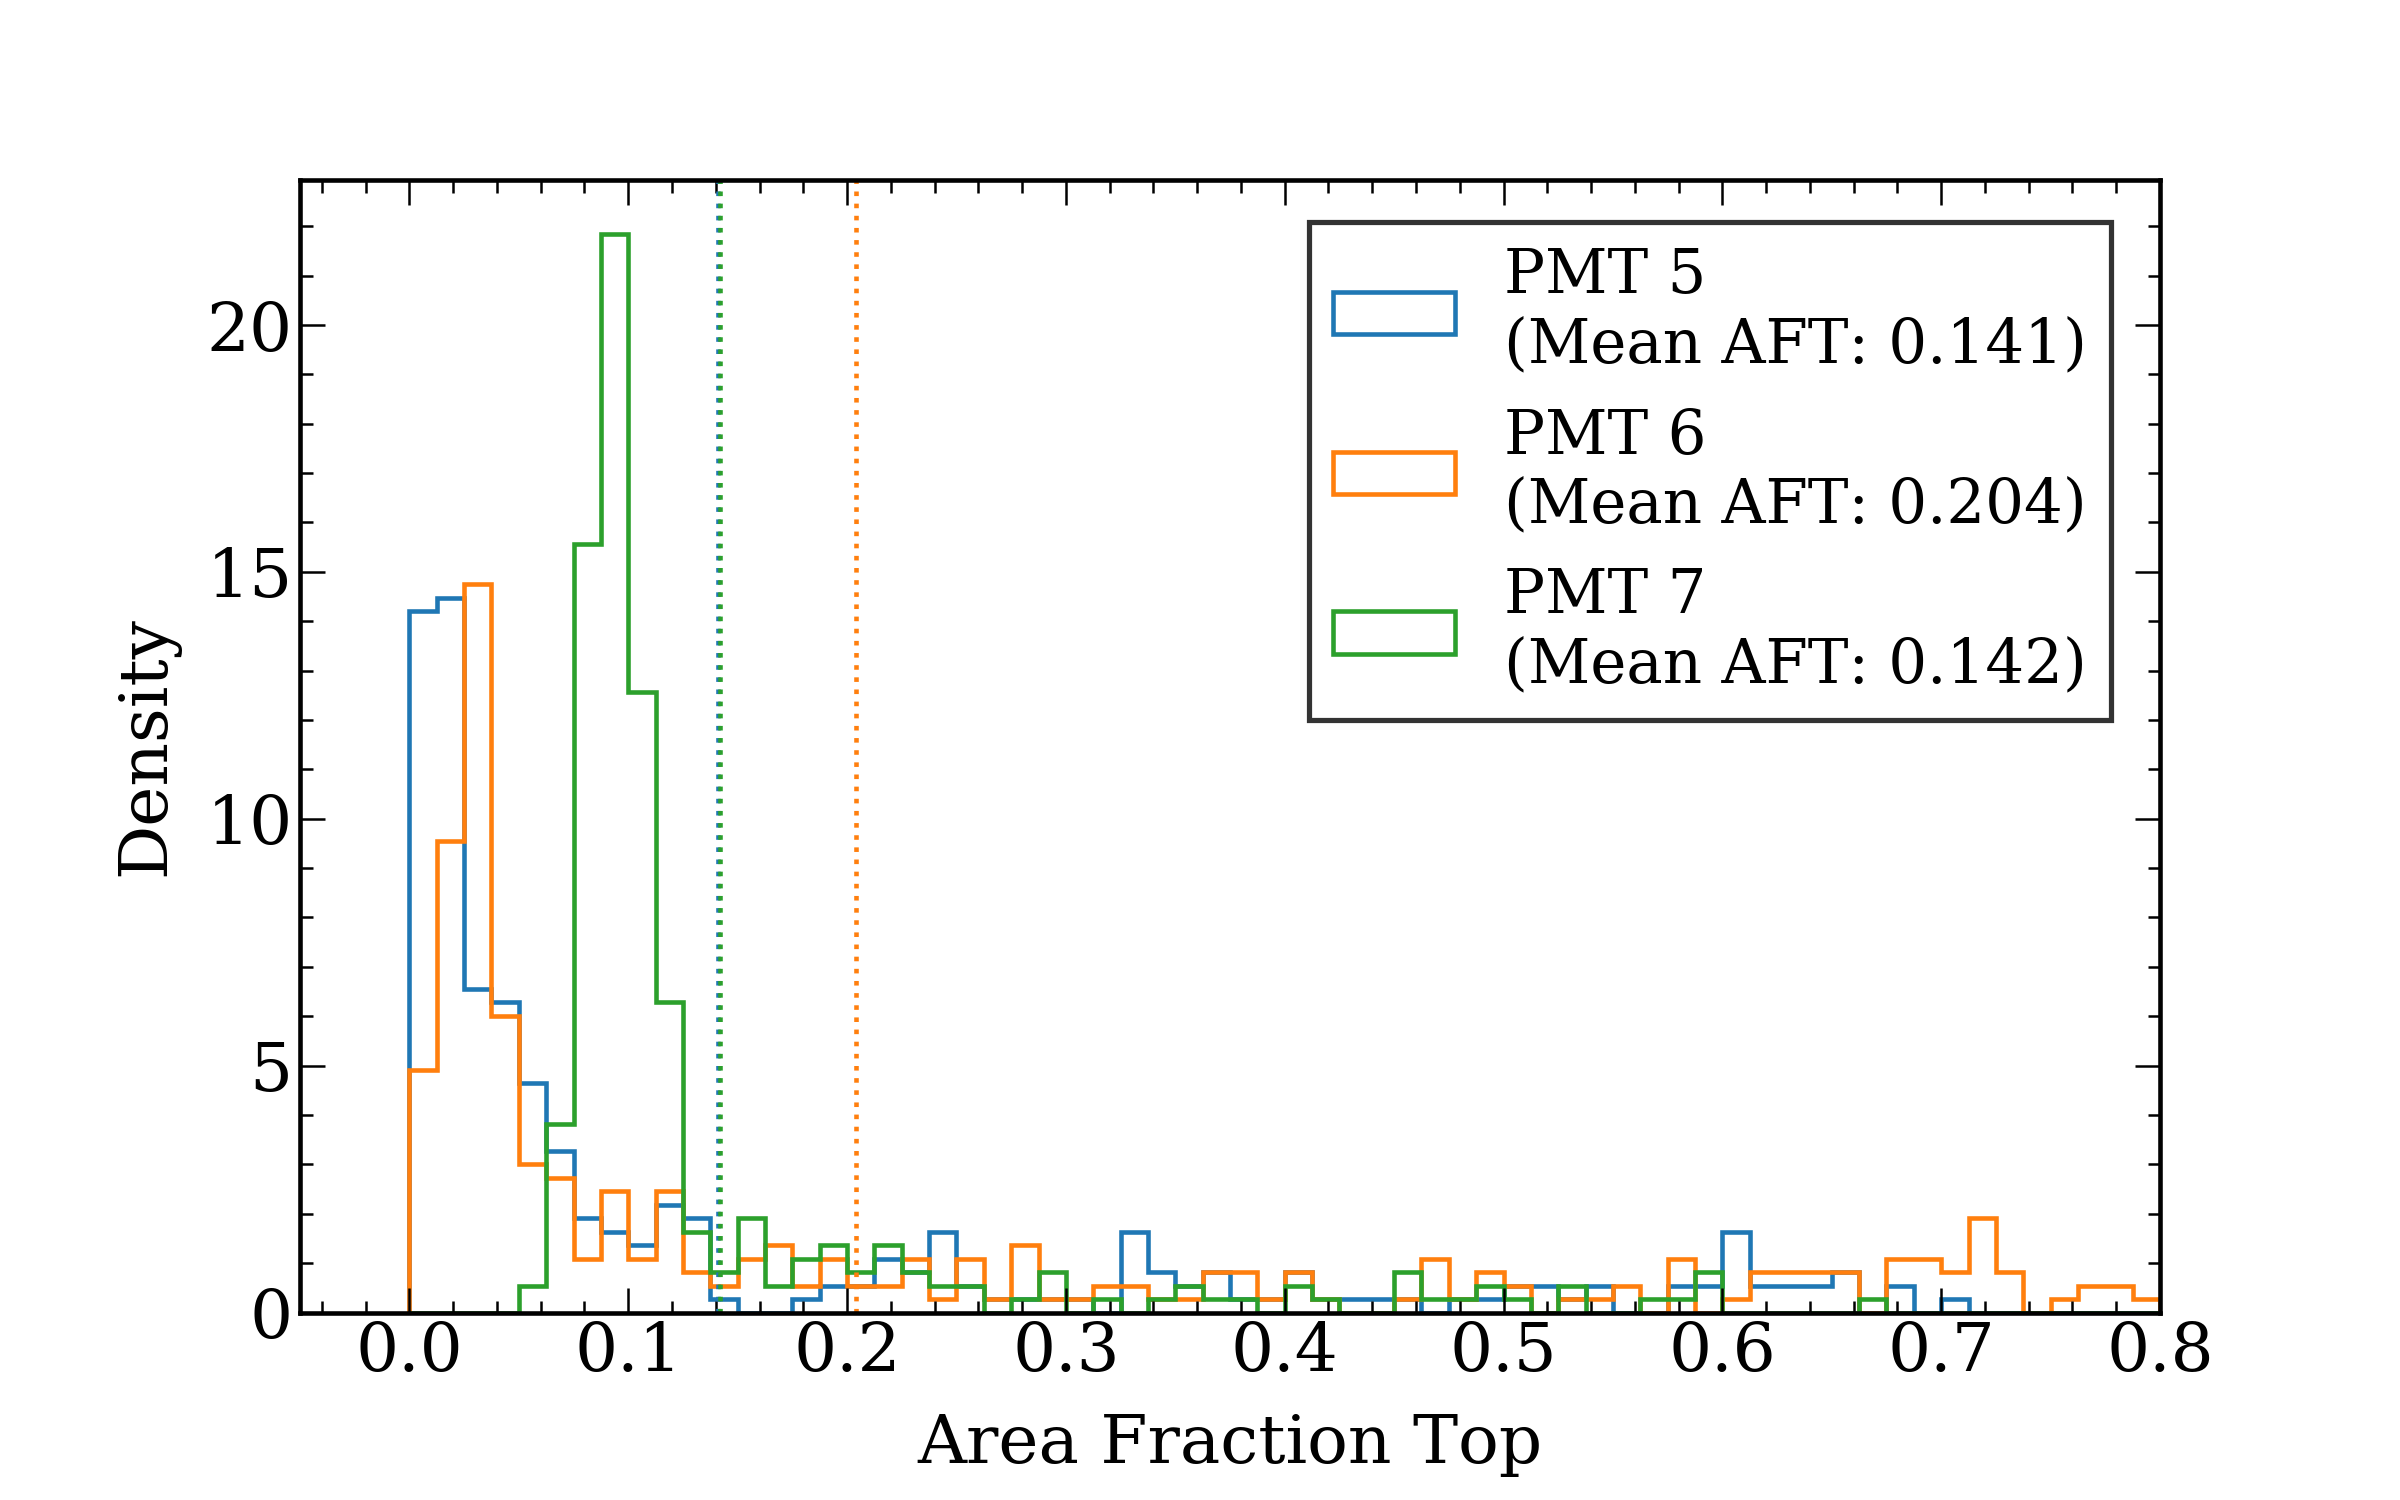 PMT 5
(Mean AFT: 0.141)
PMT 6
(Mean AFT: 0.204)
PMT 7
(Mean AFT: 0.142)
Density
20
15
10
5
0
0.0 0.1 0.2 0.3 0.4 0.5 0.6 0.7 0.8
Area Fraction Top